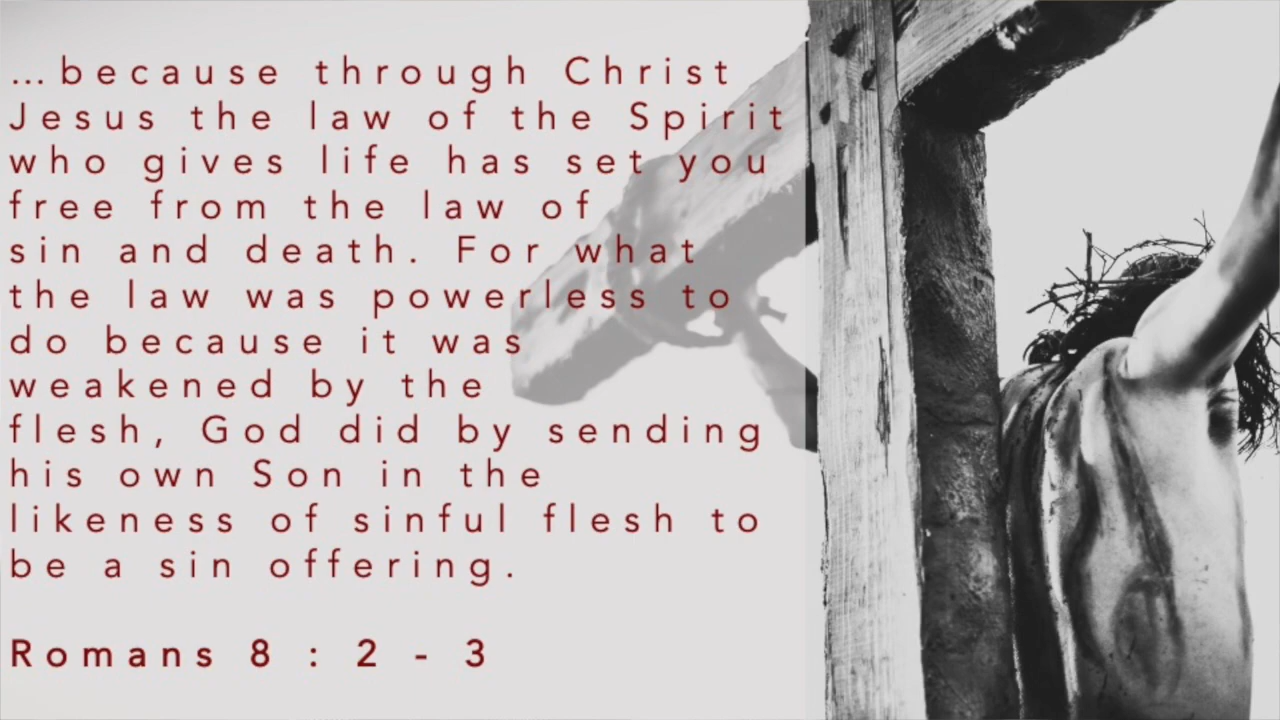 …because through Christ
Jesus the law of the Spirit
who gives life has set you
free from the law of
sin and death. For what
the law was powerless to
do because it was
weakened by the
flesh, God did by sending
his own Son in the
likeness of sinful flesh to
be a sin offering.
Romans 8 : 2 - 3